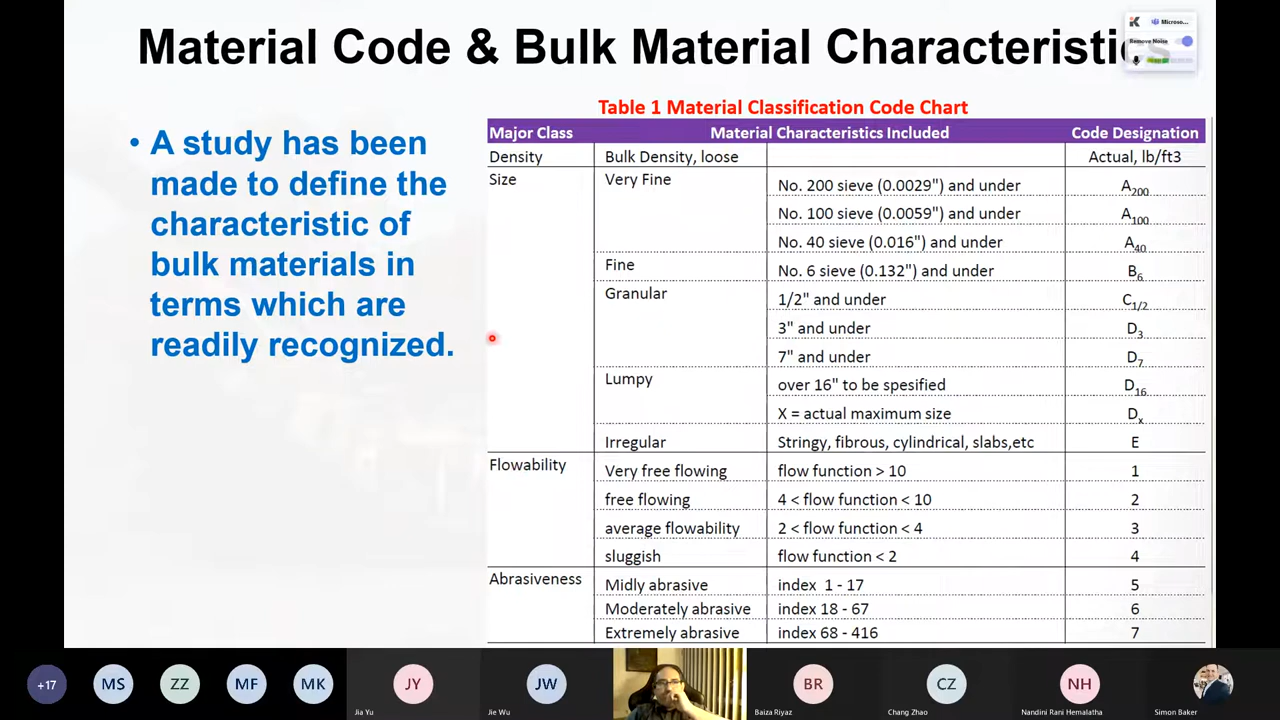 Material Code & Bulk Material Characteristics
Microso...
Remove Noise
• A study has been
made to define the
characteristic of
bulk materials in
terms which are
readily recognized.
Table 1 Material Classification Code Chart
Major Class Material Characteristics Included Code Designation
Density Bulk Density, loose Actual, lb/ft3
Size Very Fine No. 200 sieve (0.0029") and under A200
No. 100 sieve (0.0059") and under A100
No. 40 sieve (0.016") and under A40
Fine No. 6 sieve (0.132") and under B6
Granular 1/2" and under C1/2
3" and under D3
7" and under D7
Lumpy over 16" to be spesified D16
X = actual maximum size Dx
Irregular Stringy, fibrous, cylindrical, slabs,etc E
Flowability Very free flowing flow function > 10 1
free flowing 4 < flow function < 10 2
average flowability 2 < flow function < 4 3
sluggish flow function < 2 4
Abrasiveness Midly abrasive index 1 - 17 5
Moderately abrasive index 18 - 67 6
Extremely abrasive index 68 - 416 7
+17 MS ZZ MF MK JY JW BR CZ NH
Jia Yu Jie Wu Baiza Riyaz Chang Zhao Nandini Rani Hemalatha Simon Baker